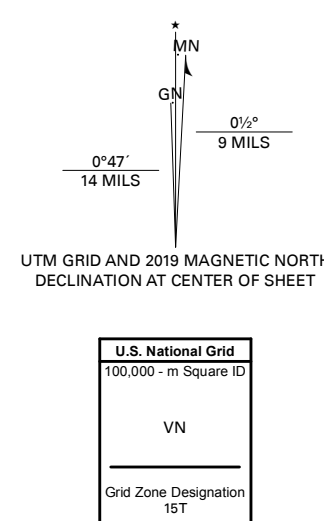 ★
MN
GN
0½°
9 MILS
0°47´
14 MILS
UTM GRID AND 2019 MAGNETIC NORTH
DECLINATION AT CENTER OF SHEET
U.S. National Grid
100,000 - m Square ID
VN
Grid Zone Designation
15T